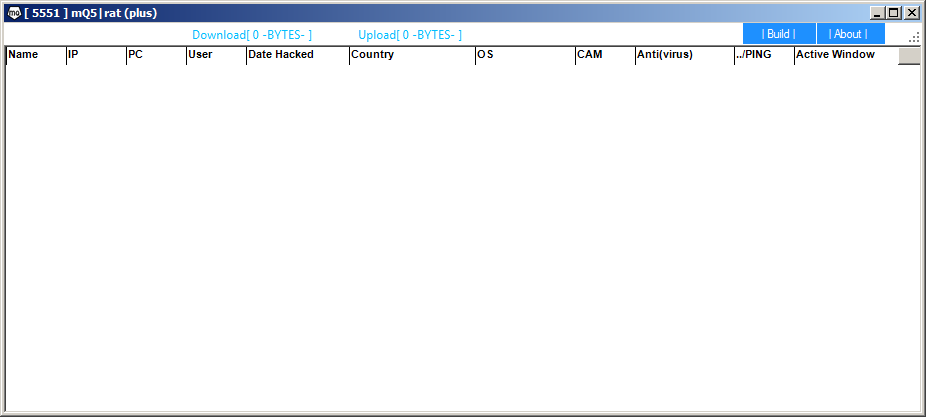 mQ [ 5551 ] mQ5|rat (plus)
Download[ 0 -BYTES- ] Upload[ 0 -BYTES- ] | Build | | About |
Name IP PC User Date Hacked Country OS CAM Anti(virus) ../PING Active Window